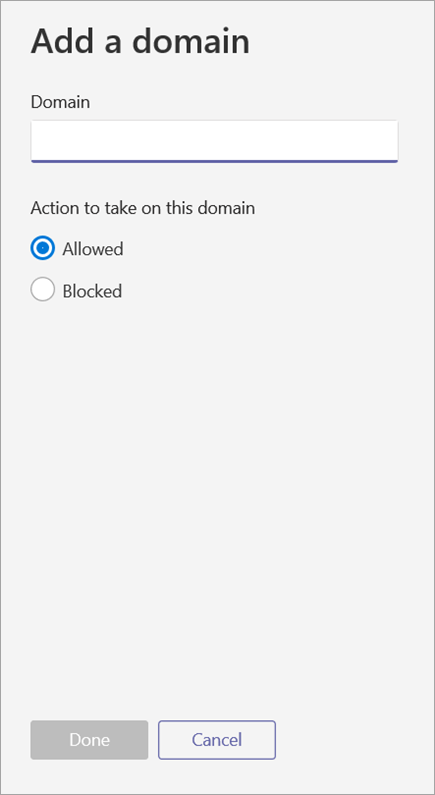 Add a domain
Domain
Action to take on this domain
Allowed
Blocked
Done
Cancel